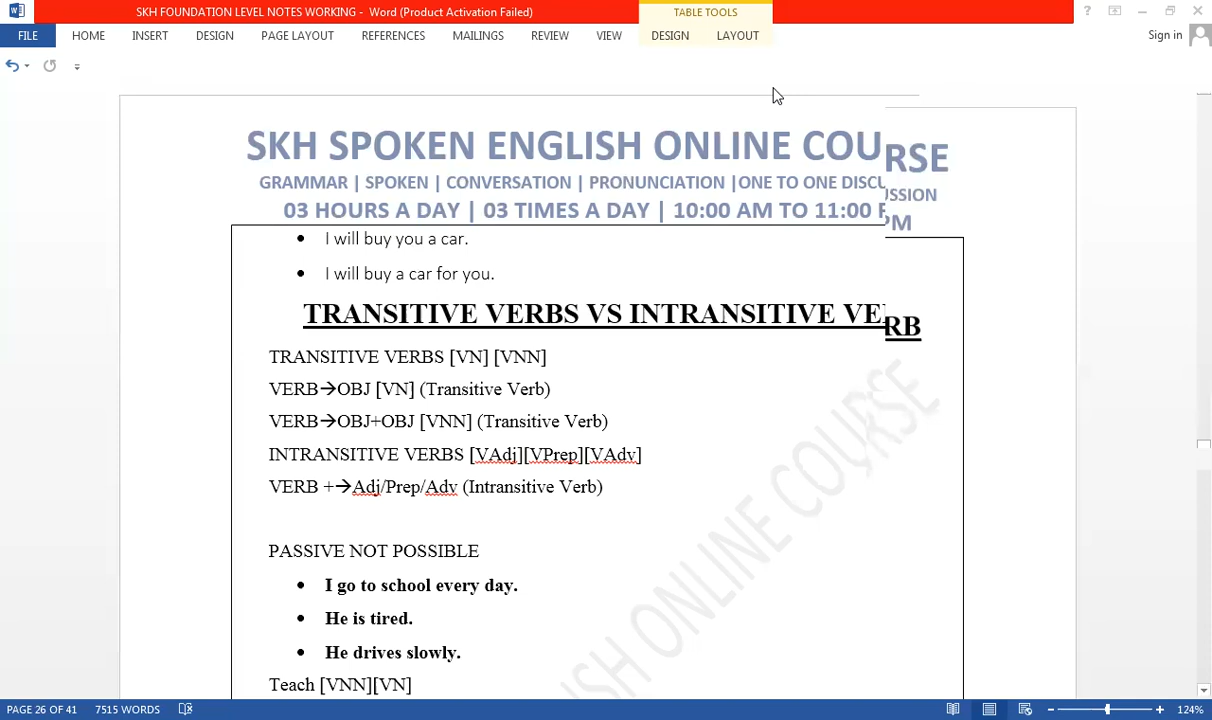 SKH FOUNDATION LEVEL NOTES WORKING - Word (Product Activation Failed)
TABLE TOOLS
FILE HOME INSERT DESIGN PAGE LAYOUT REFERENCES MAILINGS REVIEW VIEW DESIGN LAYOUT
Sign in
SKH SPOKEN ENGLISH ONLINE COURSE
GRAMMAR | SPOKEN | CONVERSATION | PRONUNCIATION |ONE TO ONE DISCUSSION
03 HOURS A DAY | 03 TIMES A DAY | 10:00 AM TO 11:00 PM
• I will buy you a car.
• I will buy a car for you.
TRANSITIVE VERBS VS INTRANSITIVE VERB
TRANSITIVE VERBS [VN] [VNN]
VERB→OBJ [VN] (Transitive Verb)
VERB→OBJ+OBJ [VNN] (Transitive Verb)
INTRANSITIVE VERBS [VAdj][VPrep][VAdv]
VERB +→Adj/Prep/Adv (Intransitive Verb)
PASSIVE NOT POSSIBLE
• I go to school every day.
• He is tired.
• He drives slowly.
Teach [VNN][VN]
ISH ONLINE COURSE
PAGE 26 OF 41 7515 WORDS 124%